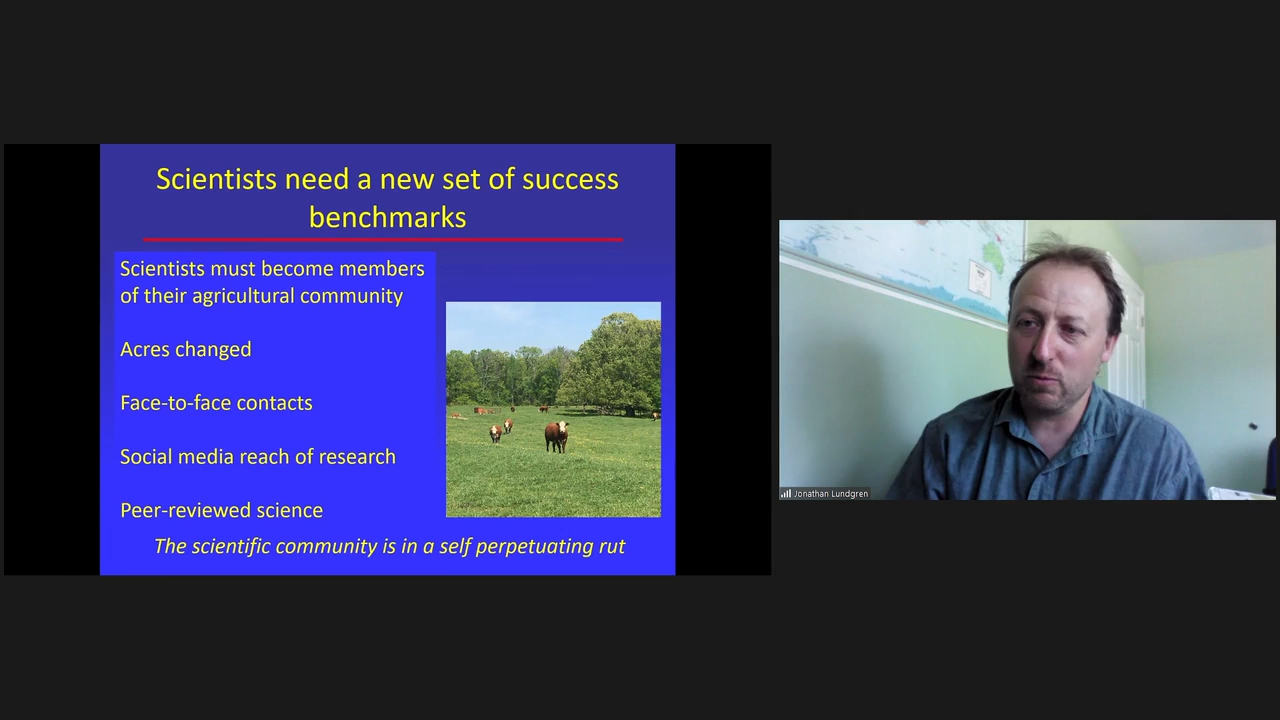 Scientists need a new set of success
benchmarks
Scientists must become members
of their agricultural community
Acres changed
Face-to-face contacts
Social media reach of research
Peer-reviewed science
The scientific community is in a self perpetuating rut
Jonathan Lundgren